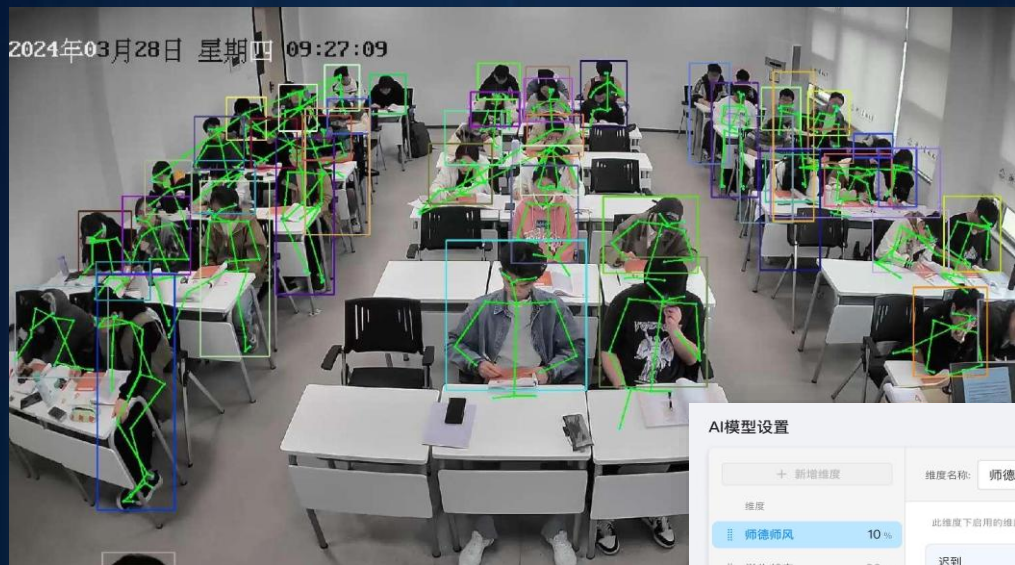 2024年03月28日 星期四 09:27:09
AI模型设置
+ 新增维度
维度名称: 师德
维度
此维度下启用的维
师德师风 10 %
迟到